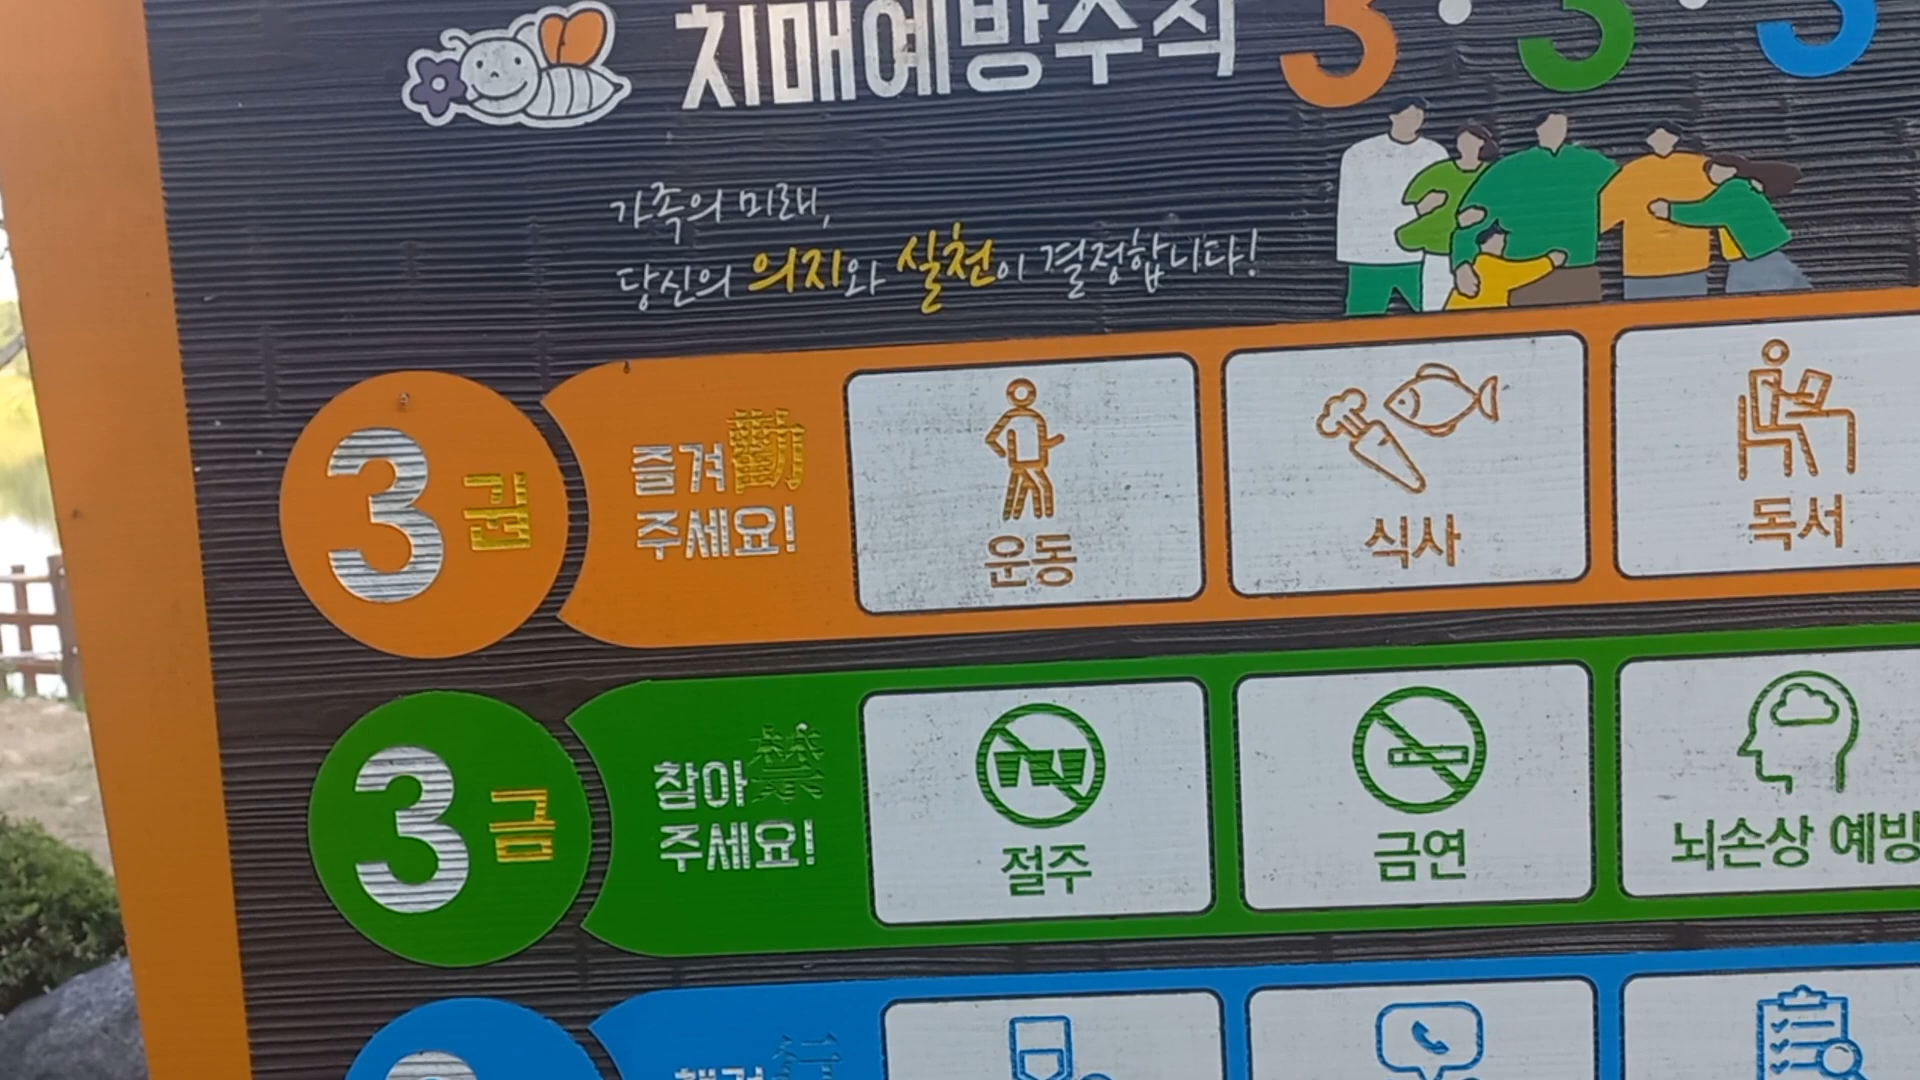 치매예방수칙 3·3·3
가족의 미래,
당신의 의지와 실천이 결정합니다!
3권
즐겨勸
주세요!
운동
식사
독서
3금
참아禁
주세요!
절주
금연
뇌손상 예방
行